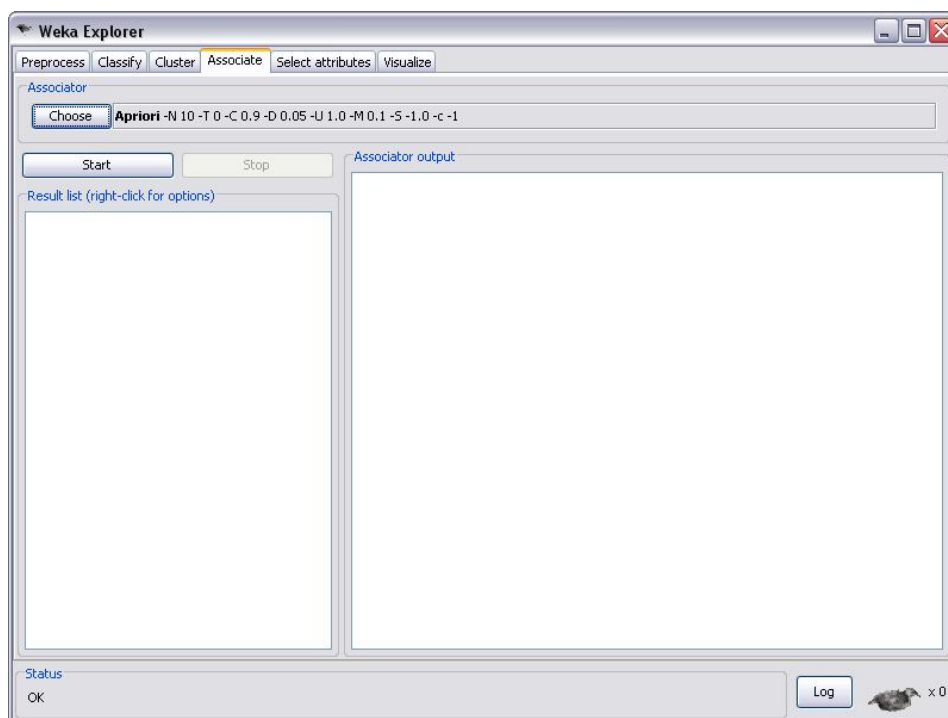 Weka Explorer
Preprocess Classify Cluster Associate Select attributes Visualize
Associator
Choose Apriori -N 10 -T 0 -C 0.9 -D 0.05 -U 1.0 -M 0.1 -S -1.0 -c -1
Start Stop
Associator output
Result list (right-click for options)
Status
OK
Log
x 0